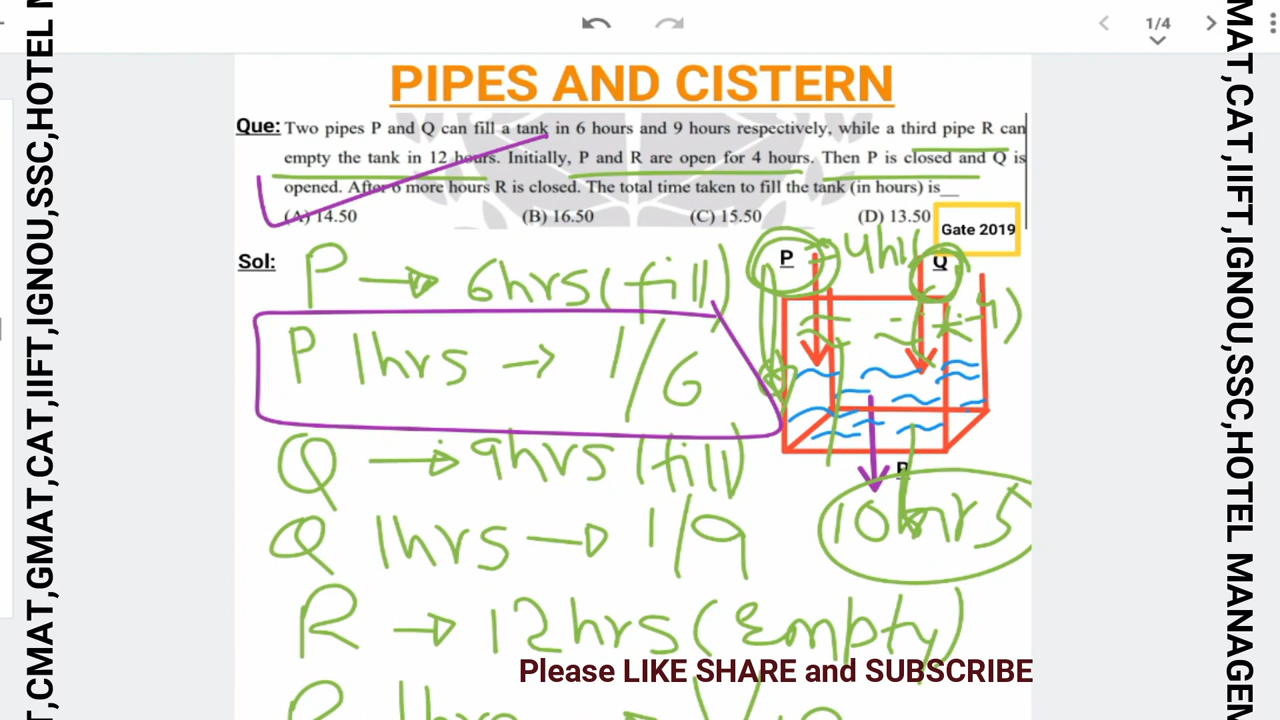 1/4
PIPES AND CISTERN
Que: Two pipes P and Q can fill a tank in 6 hours and 9 hours respectively, while a third pipe R can
empty the tank in 12 hours. Initially, P and R are open for 4 hours. Then P is closed and Q is
opened. After 6 more hours R is closed. The total time taken to fill the tank (in hours) is__
(A) 14.50 (B) 16.50 (C) 15.50 (D) 13.50
Gate 2019
Sol:
P → 6hrs (fill)
P 1hrs → 1/6
Q → 9hrs (fill)
Q 1hrs → 1/9
R → 12hrs (Empty)
P
4hrs
Q
10hrs
Please LIKE SHARE and SUBSCRIBE
T,CMAT,GMAT,CAT,IIFT,IGNOU,SSC,HOTEL M
MAT,CAT,IIFT,IGNOU,SSC,HOTEL MANAGEM